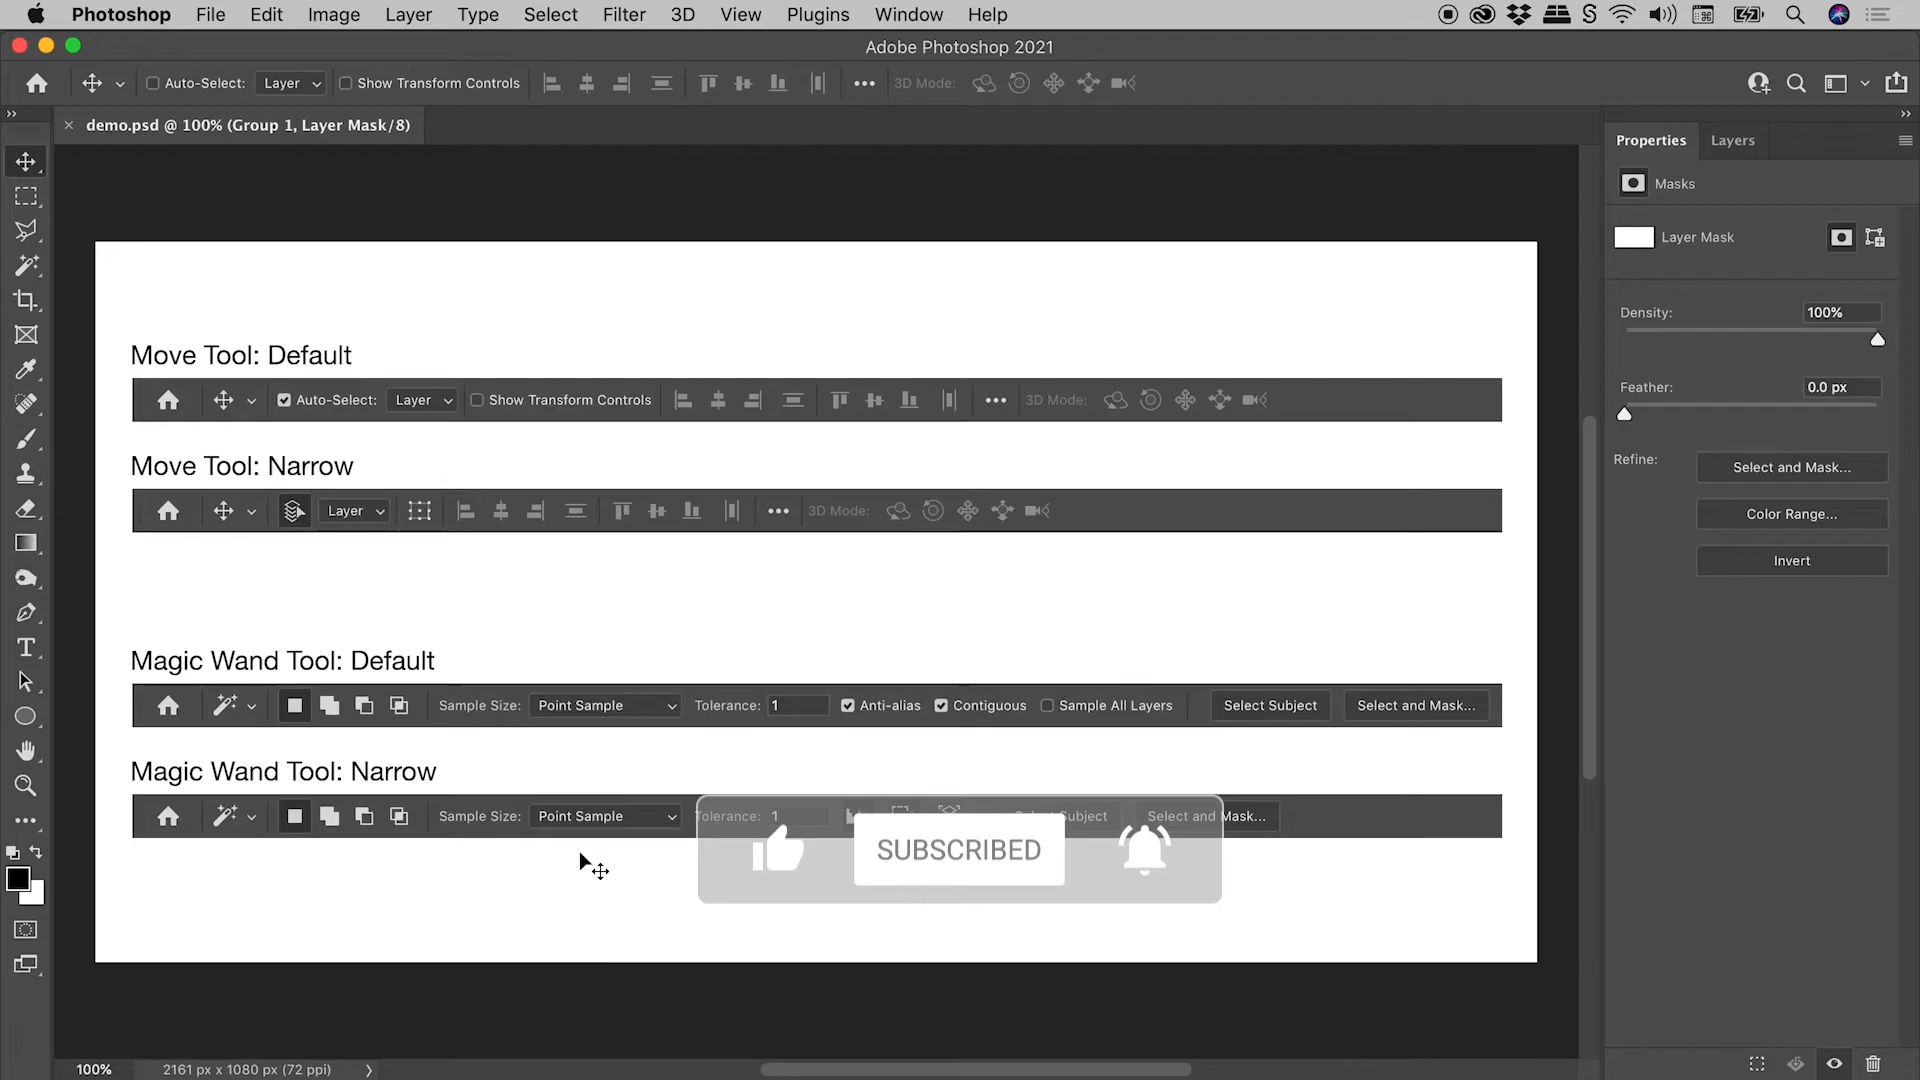 Photoshop File Edit Image Layer Type Select Filter 3D View Plugins Window Help
Adobe Photoshop 2021
Auto-Select: Layer Show Transform Controls 3D Mode:
demo.psd @ 100% (Group 1, Layer Mask/8)
Properties Layers
Masks
Layer Mask
Density: 100%
Feather: 0.0 px
Refine: Select and Mask...
Color Range...
Invert
Move Tool: Default
Auto-Select: Layer Show Transform Controls 3D Mode:
Move Tool: Narrow
Layer 3D Mode:
Magic Wand Tool: Default
Sample Size: Point Sample Tolerance: 1 Anti-alias Contiguous Sample All Layers Select Subject Select and Mask...
Magic Wand Tool: Narrow
Sample Size: Point Sample Tolerance: 1 Select Subject Select and Mask...
SUBSCRIBED
100% 2161 px x 1080 px (72 ppi)